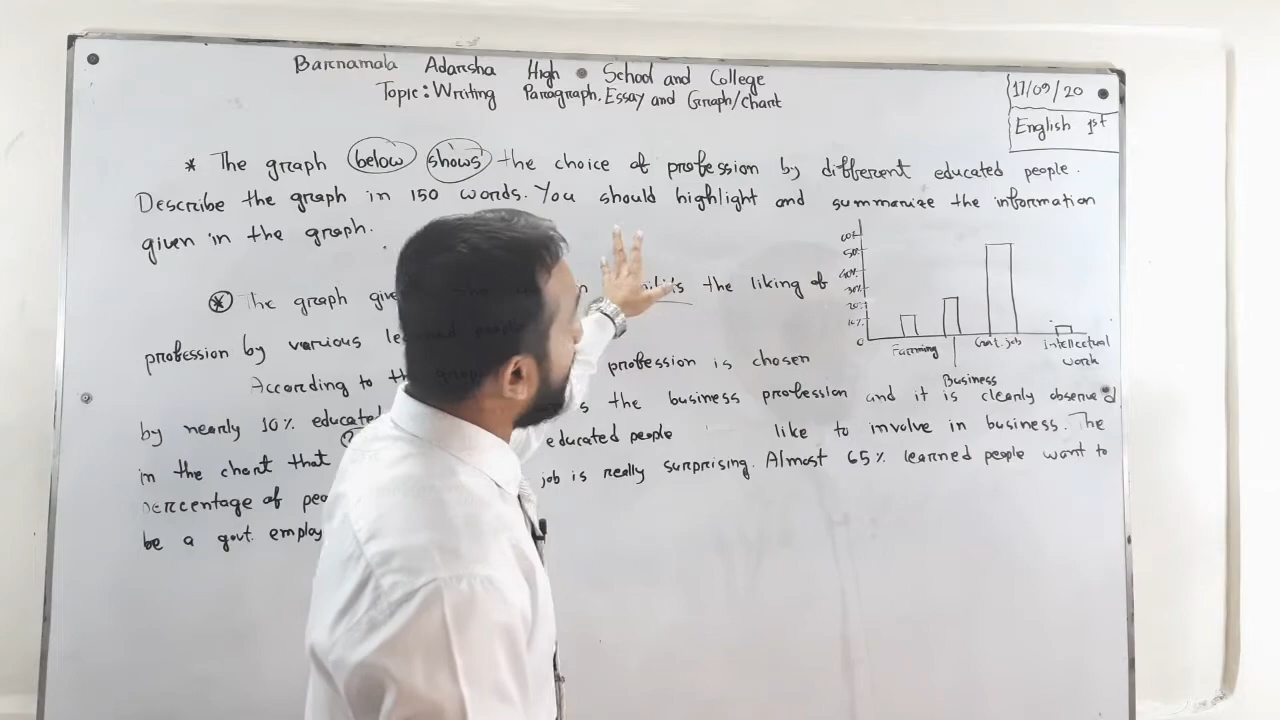 Barnamala Adarsha High School and College
Topic: Writing Paragraph, Essay and Graph/chart
17/09/20
English 1st
* The graph below shows the choice of profession by different educated people.
Describe the graph in 150 words. You should highlight and summarize the information
given in the graph.
60%
50%
40%
30%
20%
10%
0
Farming
Business
Govt. job
intellectual
work
* The graph the liking of
profession by various
According to profession is chosen
by nearly 10% educated the business profession and it is clearly observed
in the chart that educated people like to involve in business. The
percentage of job is really surprising. Almost 65% learned people want to
be a govt.